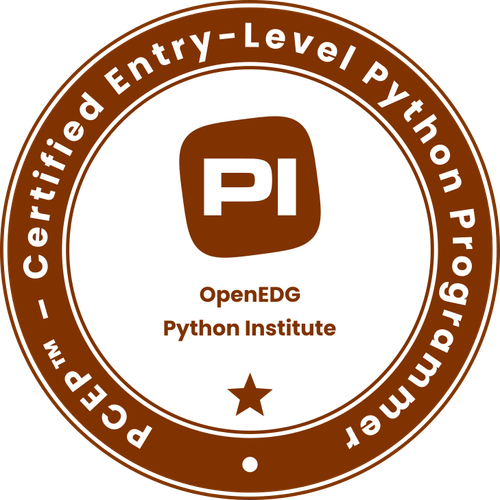 PCEP™ – Certified Entry-Level Python Programmer
PI
OpenEDG
Python Institute